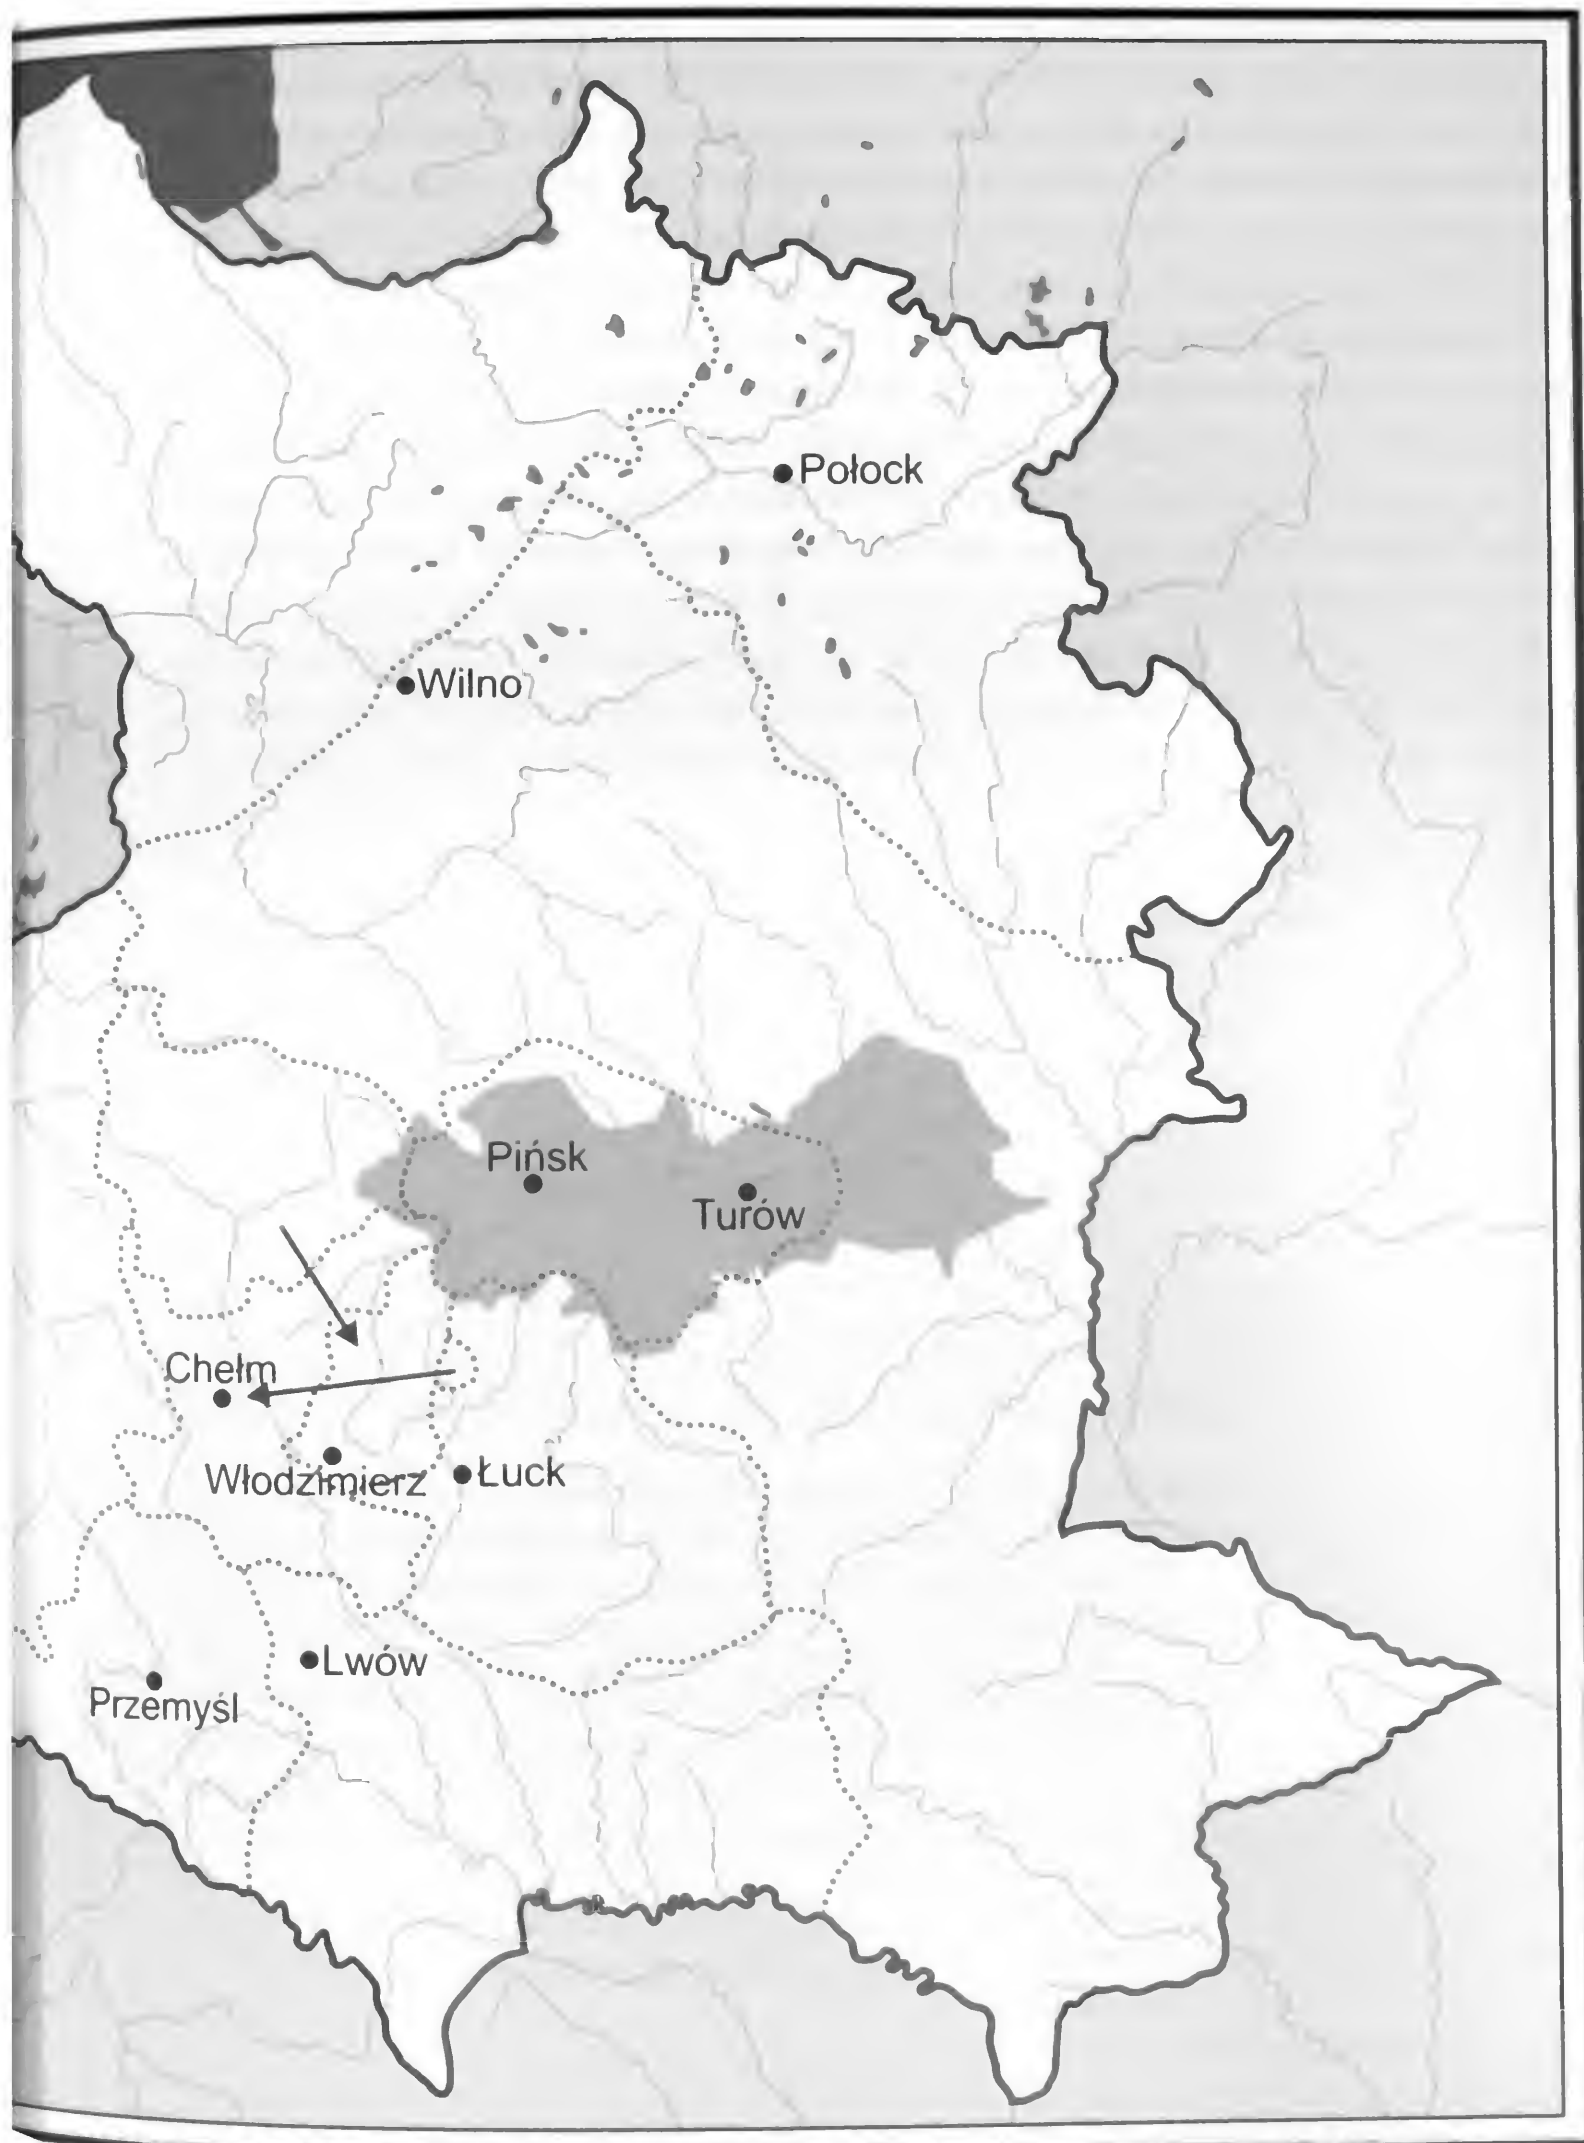 Połock
Wilno
Pińsk
Turów
Chełm
Włodzimierz
Łuck
Lwów
Przemyśl